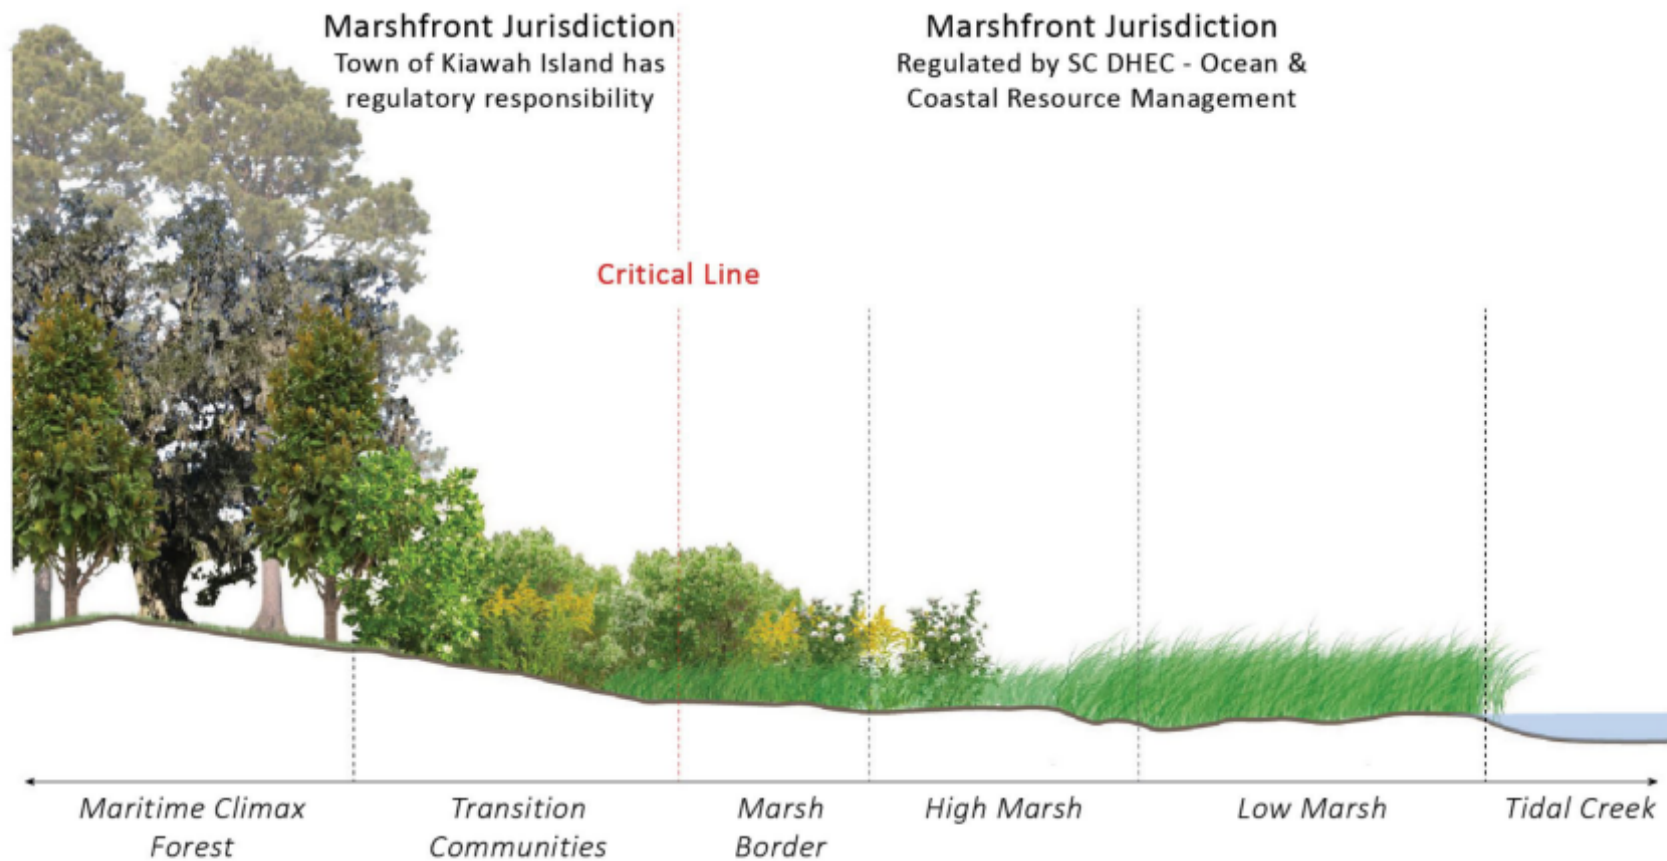 Marshfront Jurisdiction
Town of Kiawah Island has
regulatory responsibility
Marshfront Jurisdiction
Regulated by SC DHEC - Ocean &
Coastal Resource Management
Critical Line
Maritime Climax
Forest
Transition
Communities
Marsh
Border
High Marsh
Low Marsh
Tidal Creek